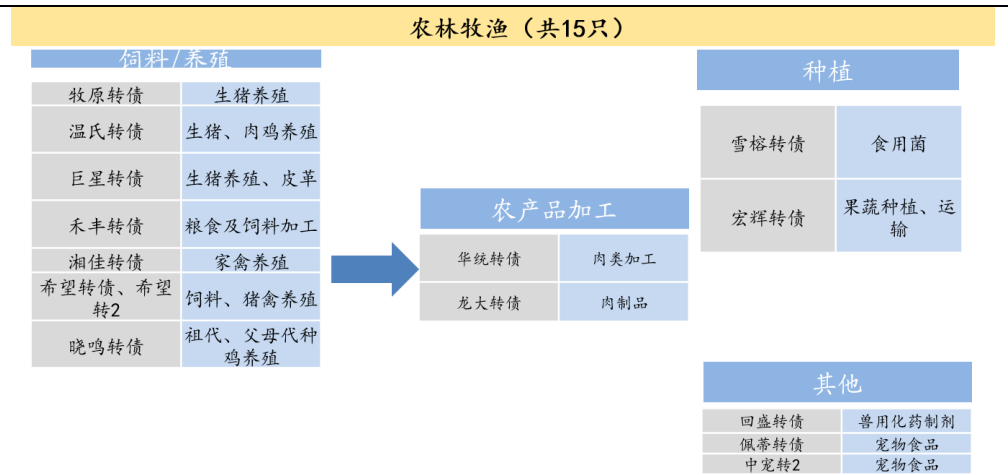 农林牧渔（共15只）
饲料/养殖
牧原转债 生猪养殖
温氏转债 生猪、肉鸡养殖
巨星转债 生猪养殖、皮革
禾丰转债 粮食及饲料加工
湘佳转债 家禽养殖
希望转债、希望
转2
饲料、猪禽养殖
晓鸣转债
祖代、父母代种
鸡养殖
农产品加工
华统转债 肉类加工
龙大转债 肉制品
种植
雪榕转债 食用菌
宏辉转债
果蔬种植、运
输
其他
回盛转债 兽用化药制剂
佩蒂转债 宠物食品
中宠转2 宠物食品